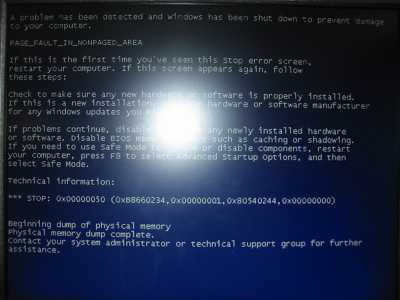 A problem has been detected and windows has been shut down to prevent damage
to your computer.
PAGE_FAULT_IN_NONPAGED_AREA
If this is the first time you've seen this Stop error screen,
restart your computer. If this screen appears again, follow
these steps:
Check to make sure any new hardware or software is properly installed.
If this is a new installation, hardware or software manufacturer
for any windows updates you
If problems continue, disable any newly installed hardware
or software. Disable BIOS memory such as caching or shadowing.
If you need to use Safe Mode or disable components, restart
your computer, press F8 to select Advanced Startup Options, and then
select Safe Mode.
Technical information:
*** STOP: 0x00000050 (0xB8660234,0x00000001,0x80540244,0x00000000)
Beginning dump of physical memory
Physical memory dump complete.
Contact your system administrator or technical support group for further
assistance.